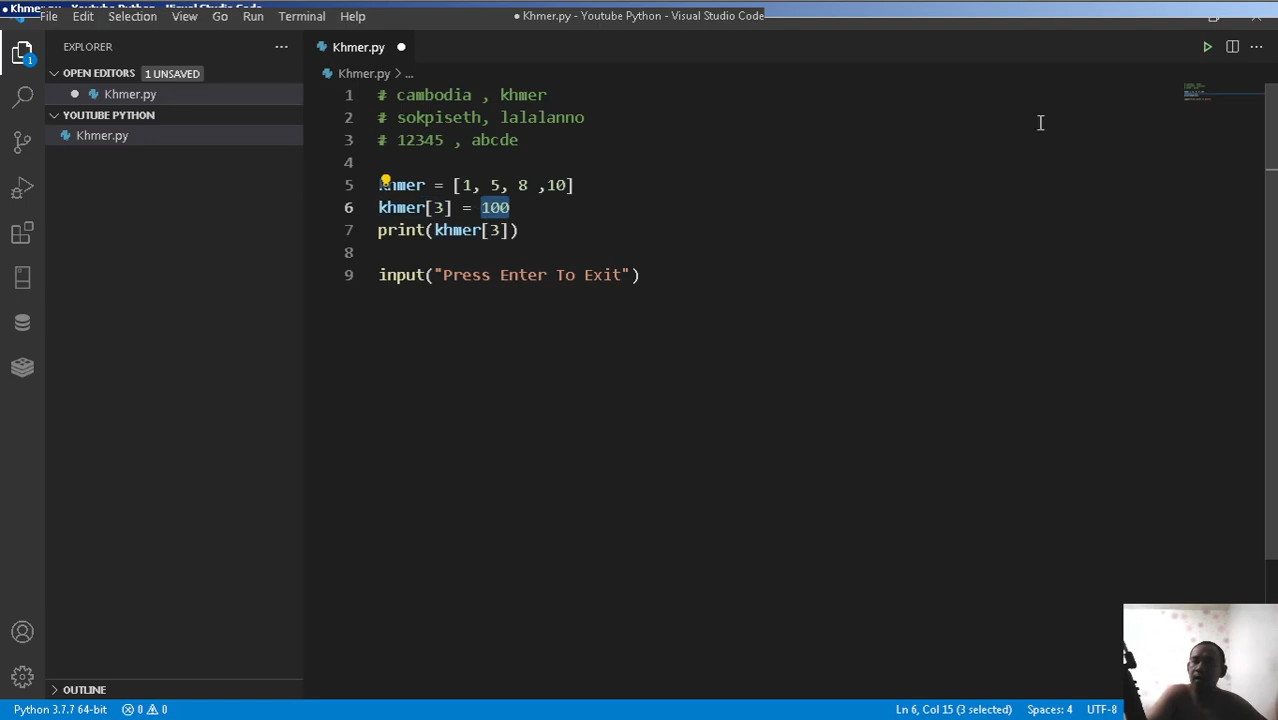 File Edit Selection View Go Run Terminal Help
Khmer.py - Youtube Python - Visual Studio Code
EXPLORER
Khmer.py
OPEN EDITORS 1 UNSAVED
Khmer.py
YOUTUBE PYTHON
Khmer.py
OUTLINE
Khmer.py > ...
1 # cambodia , khmer
2 # sokpiseth, lalalanno
3 # 12345 , abcde
4
5 khmer = [1, 5, 8 ,10]
6 khmer[3] = 100
7 print(khmer[3])
8
9 input("Press Enter To Exit")
1
Python 3.7.7 64-bit 0 0 Ln 6, Col 15 (3 selected) Spaces: 4 UTF-8